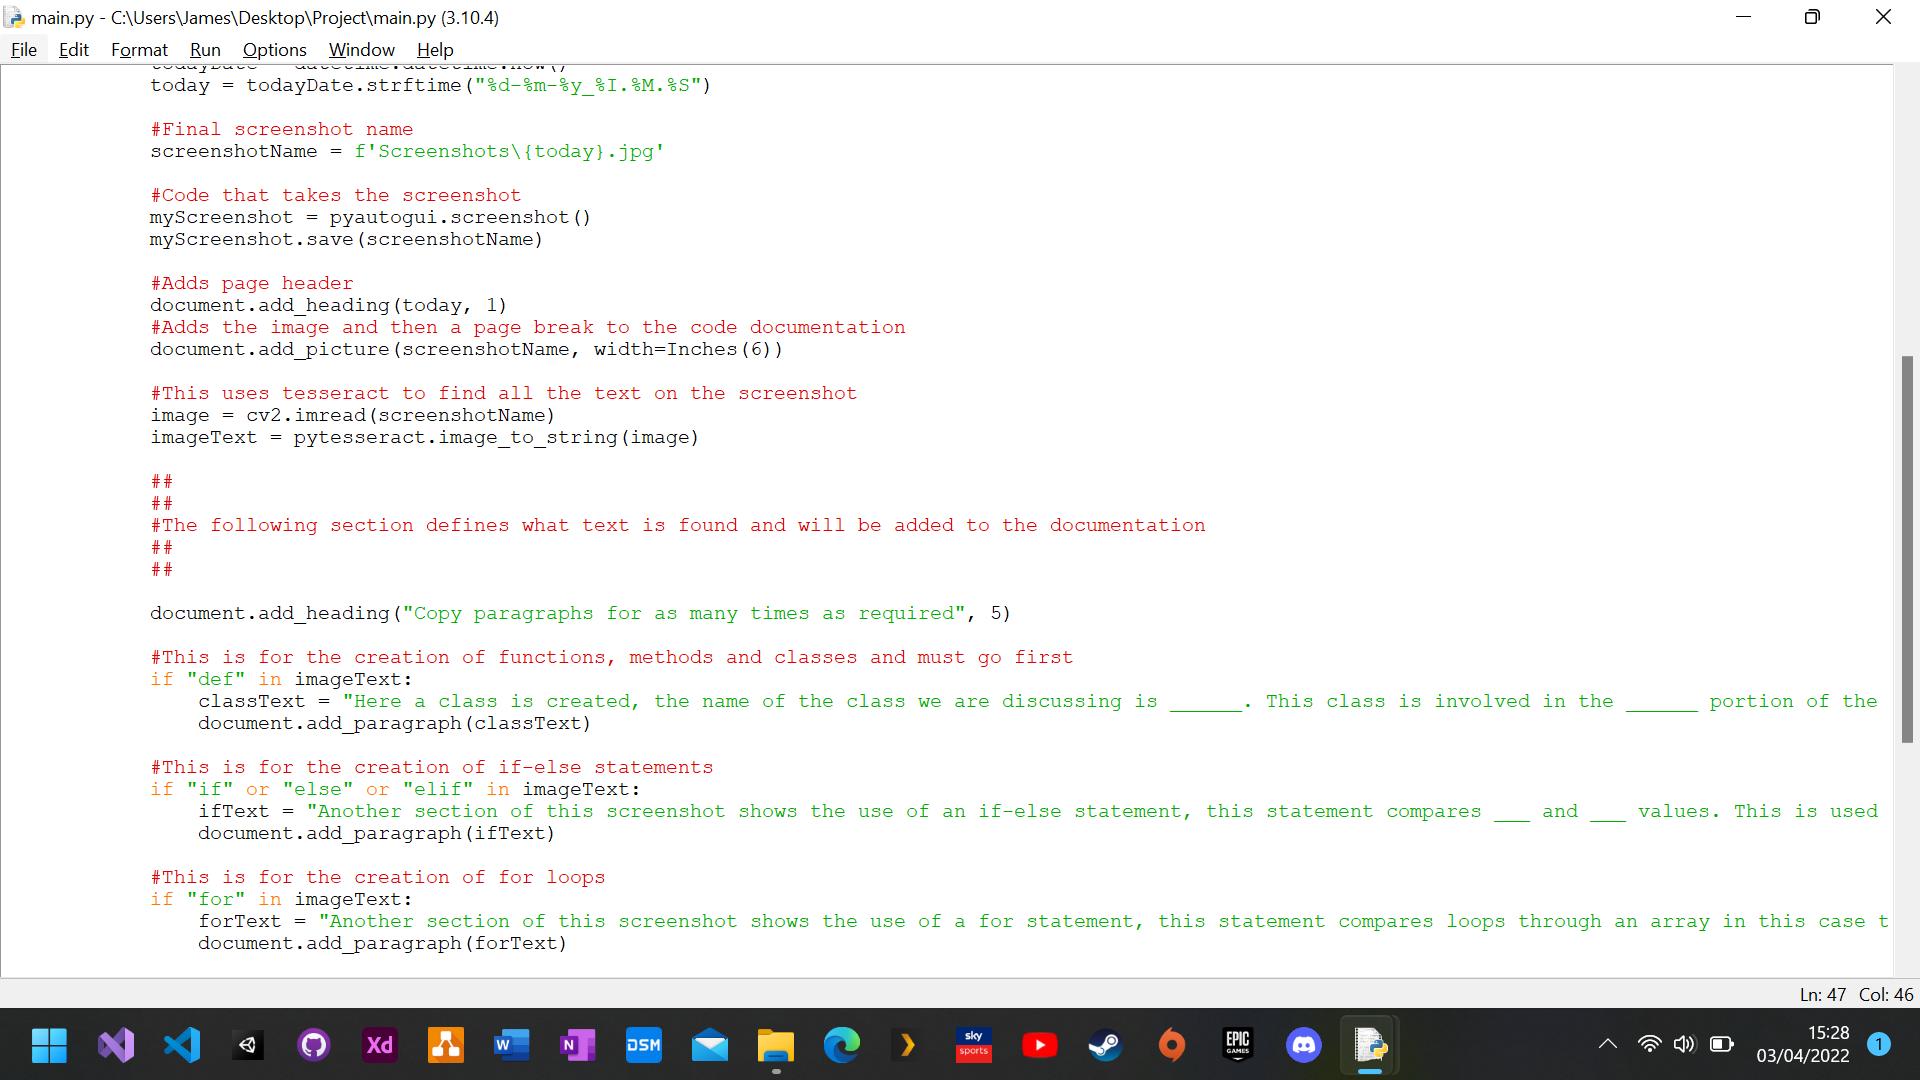 main.py - C:\Users\James\Desktop\Project\main.py (3.10.4)
File Edit Format Run Options Window Help
todayDate = datetime.datetime.now()
today = todayDate.strftime("%d-%m-%y_%I.%M.%S")
#Final screenshot name
screenshotName = f'Screenshots\{today}.jpg'
#Code that takes the screenshot
myScreenshot = pyautogui.screenshot()
myScreenshot.save(screenshotName)
#Adds page header
document.add_heading(today, 1)
#Adds the image and then a page break to the code documentation
document.add_picture(screenshotName, width=Inches(6))
#This uses tesseract to find all the text on the screenshot
image = cv2.imread(screenshotName)
imageText = pytesseract.image_to_string(image)
##
##
#The following section defines what text is found and will be added to the documentation
##
##
document.add_heading("Copy paragraphs for as many times as required", 5)
#This is for the creation of functions, methods and classes and must go first
if "def" in imageText:
classText = "Here a class is created, the name of the class we are discussing is ______. This class is involved in the ______ portion of the
document.add_paragraph(classText)
#This is for the creation of if-else statements
if "if" or "else" or "elif" in imageText:
ifText = "Another section of this screenshot shows the use of an if-else statement, this statement compares ___ and ___ values. This is used
document.add_paragraph(ifText)
#This is for the creation of for loops
if "for" in imageText:
forText = "Another section of this screenshot shows the use of a for statement, this statement compares loops through an array in this case t
document.add_paragraph(forText)
Ln: 47 Col: 46
Xd
W
N
DSM
sky
sports
EPIC
GAMES
15:28
03/04/2022
1